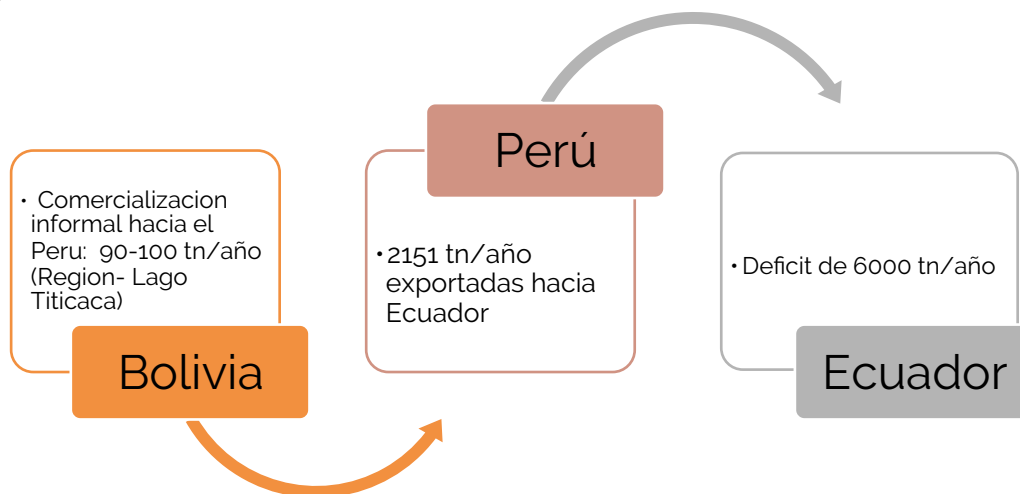 • Comercializacion
informal hacia el
Peru: 90-100 tn/año
(Region- Lago
Titicaca)
Bolivia
Perú
• 2151 tn/año
exportadas hacia
Ecuador
• Deficit de 6000 tn/año
Ecuador